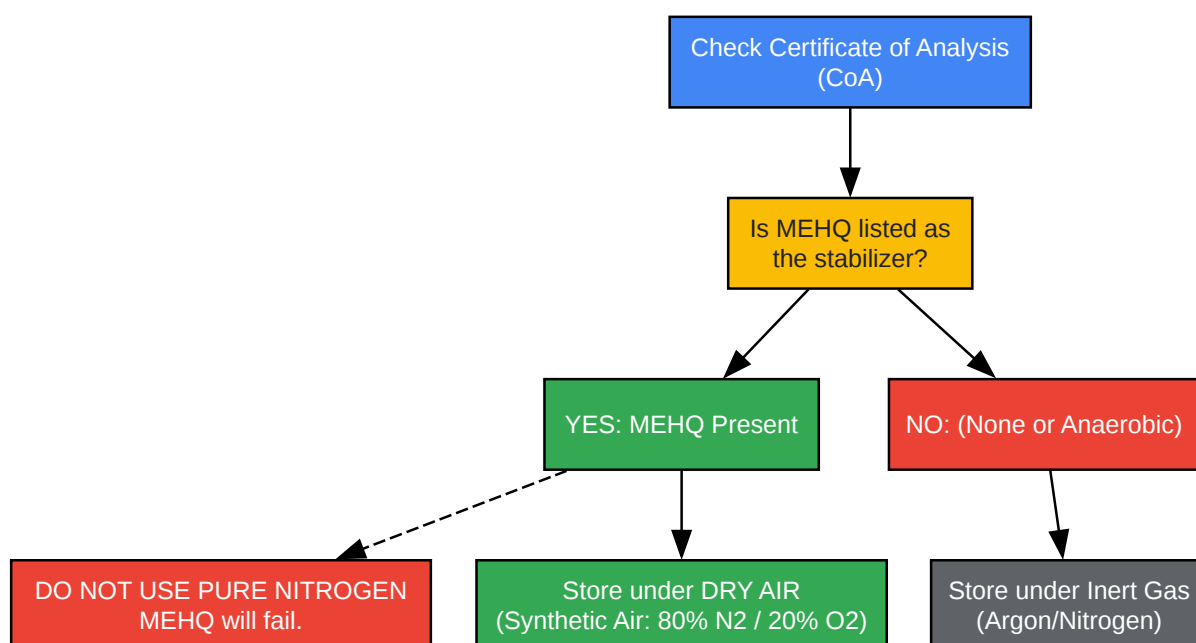 Check Certificate of Analysis
(CoA)
Is MEHQ listed as
the stabilizer?
YES: MEHQ Present
NO: (None or Anaerobic)
DO NOT USE PURE NITROGEN
MEHQ will fail.
Store under DRY AIR
(Synthetic Air: 80% N2 / 20% O2)
Store under Inert Gas
(Argon/Nitrogen)